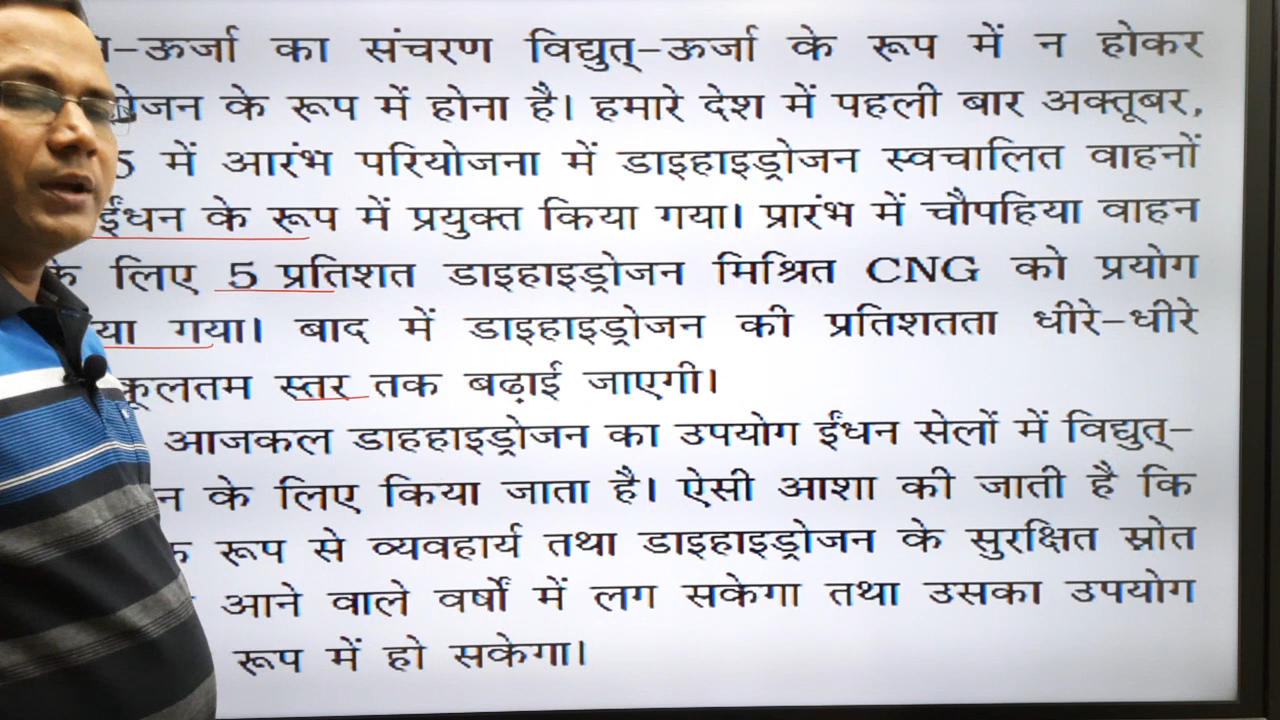 -ऊर्जा का संचरण विद्युत्-ऊर्जा के रूप में न होकर
के रूप में होना है। हमारे देश में पहली बार अक्तूबर,
5 में आरंभ परियोजना में डाइहाइड्रोजन स्वचालित वाहनों
ईंधन के रूप में प्रयुक्त किया गया। प्रारंभ में चौपहिया वाहन
के लिए 5 प्रतिशत डाइहाइड्रोजन मिश्रित CNG को प्रयोग
या गया। बाद में डाइहाइड्रोजन की प्रतिशतता धीरे-धीरे
कूलतम स्तर तक बढ़ाई जाएगी।
आजकल डाहहाइड्रोजन का उपयोग ईंधन सेलों में विद्युत्-
न के लिए किया जाता है। ऐसी आशा की जाती है कि
रूप से व्यवहार्य तथा डाइहाइड्रोजन के सुरक्षित स्रोत
आने वाले वर्षों में लग सकेगा तथा उसका उपयोग
रूप में हो सकेगा।